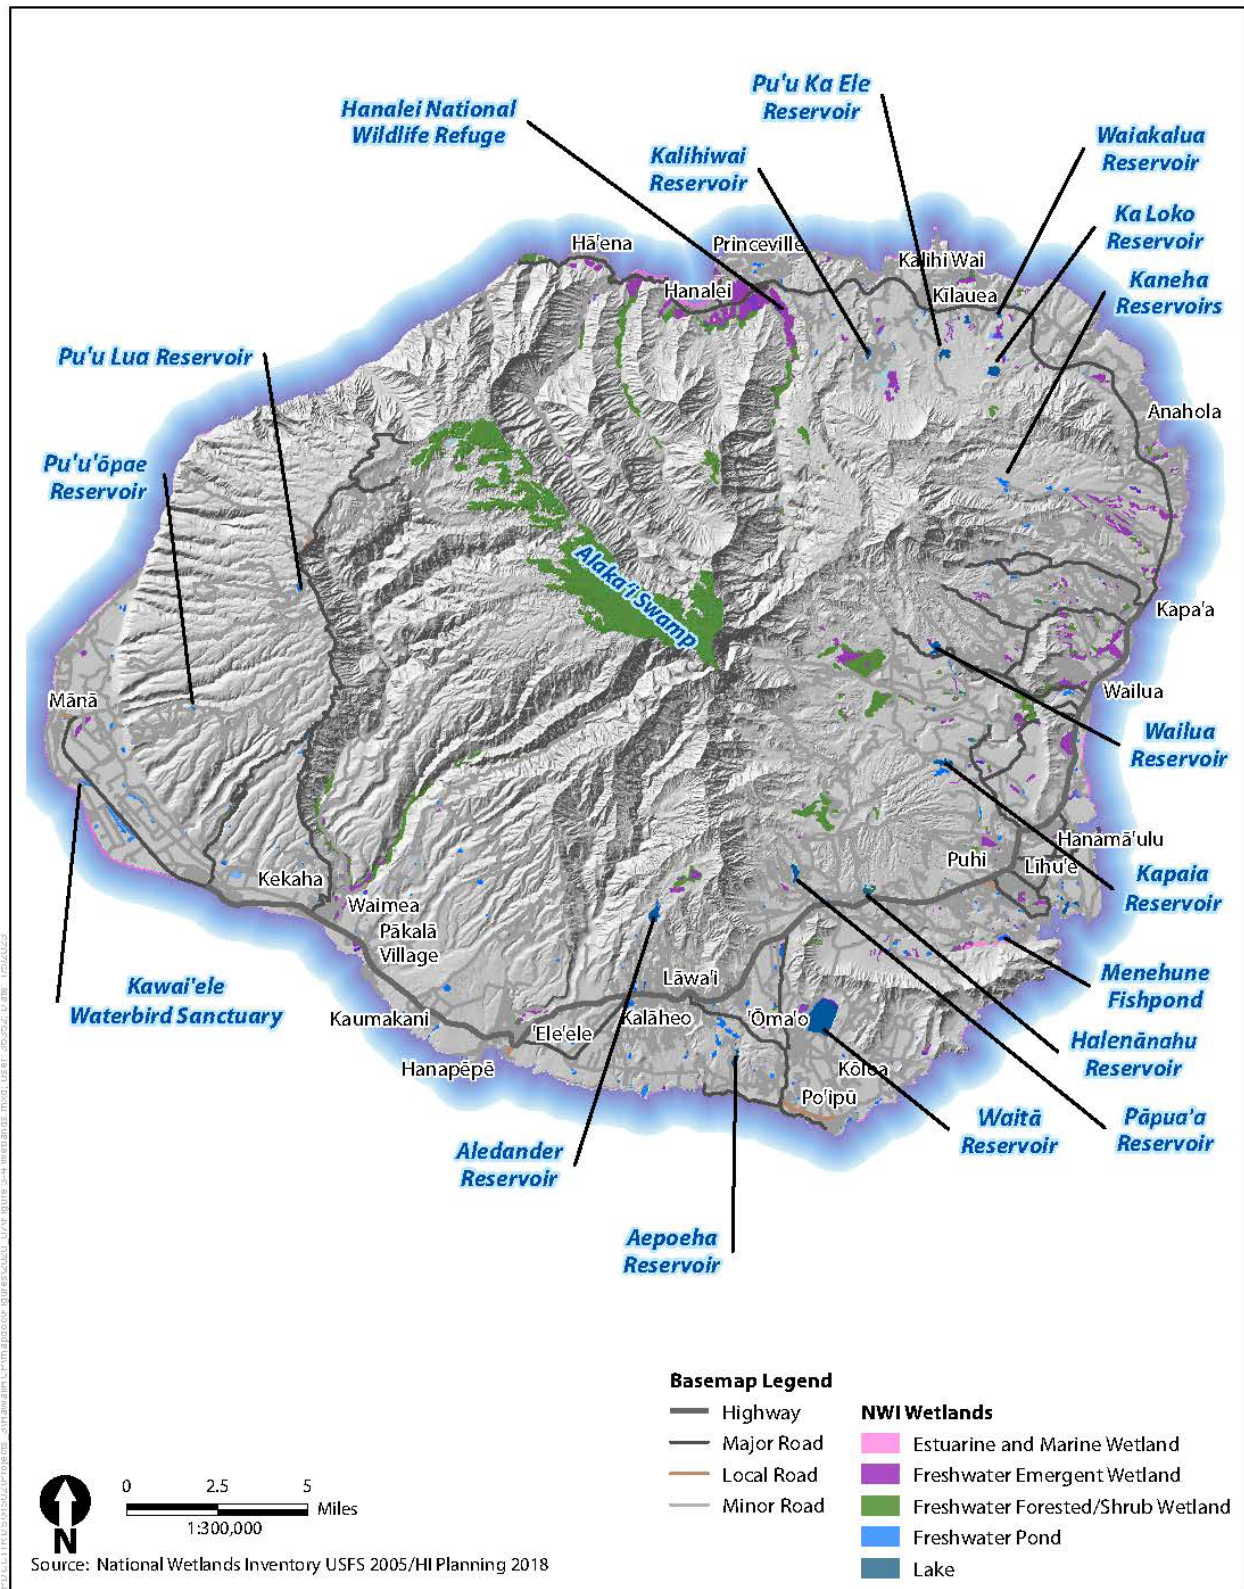 Pu'u Ka Ele
Reservoir
Hanalei National
Wildlife Refuge
Kalihiwai
Reservoir
Waiakalua
Reservoir
Ka Loko
Reservoir
Kaneha
Reservoirs
Hā'ena
Princeville
Kalihi Wai
Hanalei
Kīlauea
Pu'u Lua Reservoir
Anahola
Pu'u'ōpae
Reservoir
Alaka'i Swamp
Kapa'a
Mānā
Wailua
Wailua
Reservoir
Hanamā'ulu
Puhi
Līhu'e
Kapaia
Reservoir
Kekaha
Waimea
Pākalā
Village
Menehune
Fishpond
Kawai'ele
Waterbird Sanctuary
Lāwa'i
Kaumakani
'Ele'ele
Kalāheo
'Ōma'o
Halenānahu
Reservoir
Hanapēpē
Kōloa
Po'ipū
Waitā
Reservoir
Pāpua'a
Reservoir
Aledander
Reservoir
Aepoeha
Reservoir
Basemap Legend
Highway
Major Road
Local Road
Minor Road
NWI Wetlands
Estuarine and Marine Wetland
Freshwater Emergent Wetland
Freshwater Forested/Shrub Wetland
Freshwater Pond
Lake
N
0 2.5 5
Miles
1:300,000
Source: National Wetlands Inventory USFS 2005/HI Planning 2018